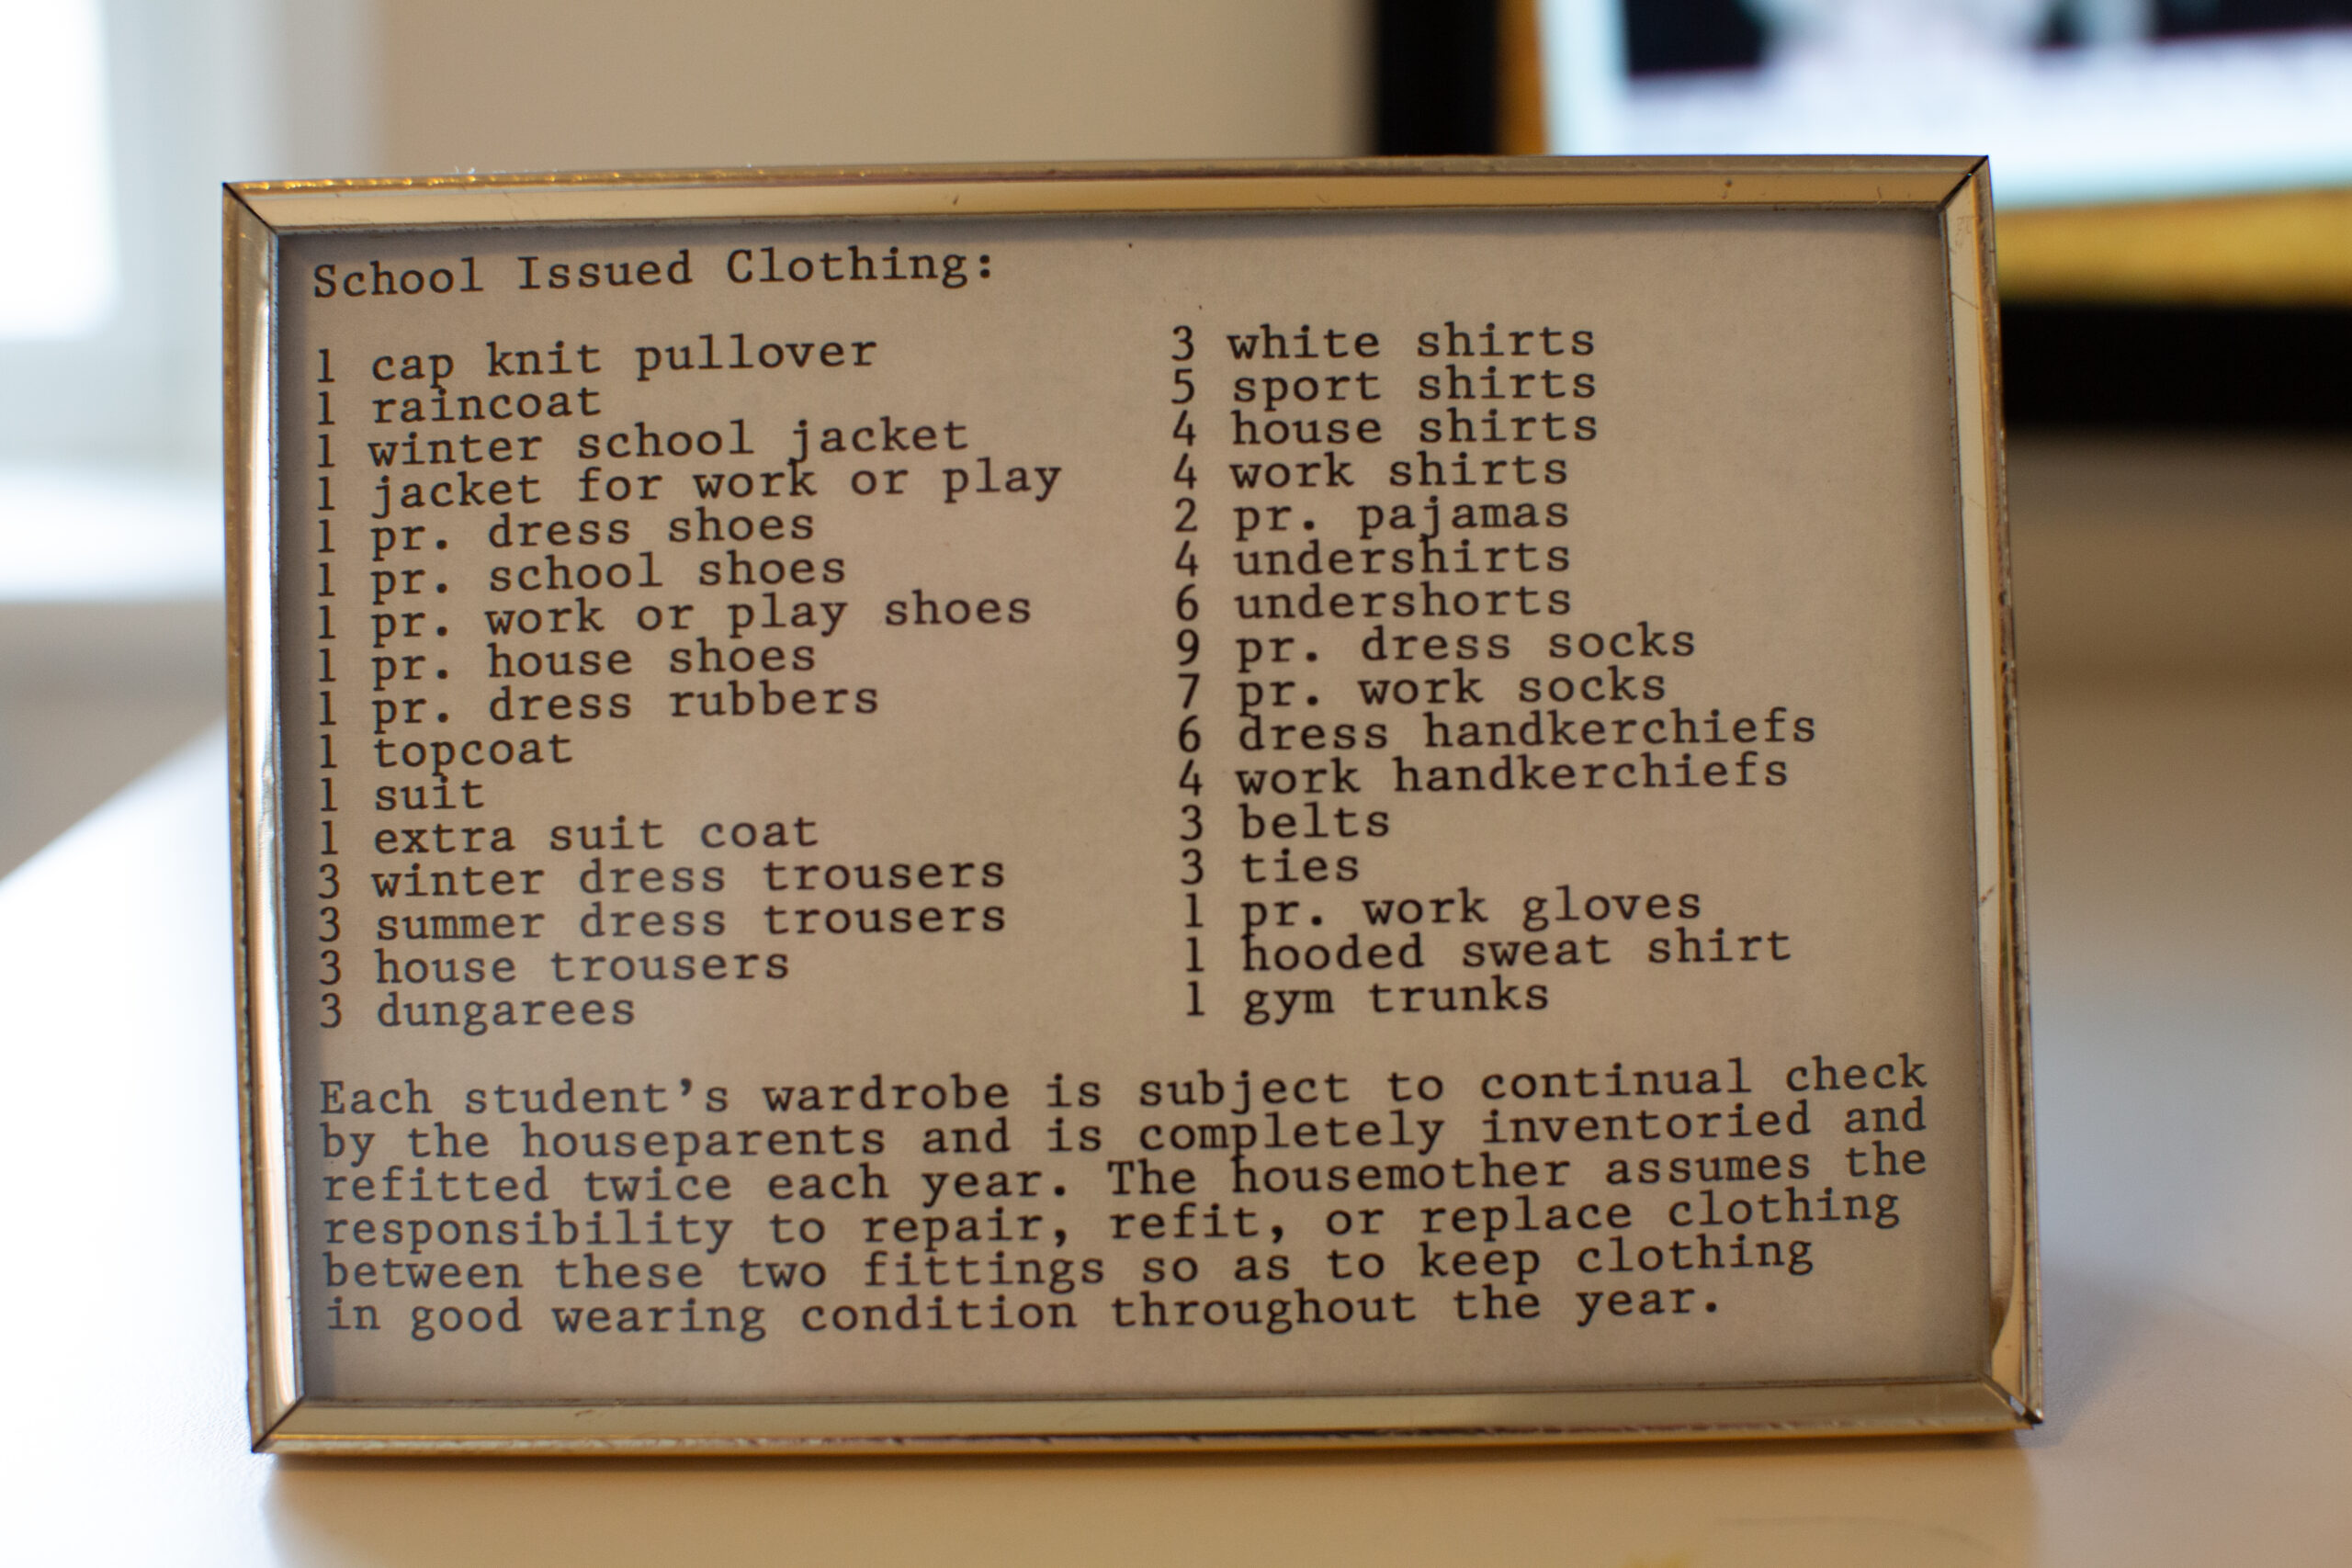 School Issued Clothing:
1 cap knit pullover
1 raincoat
1 winter school jacket
1 jacket for work or play
1 pr. dress shoes
1 pr. school shoes
1 pr. work or play shoes
1 pr. house shoes
1 pr. dress rubbers
1 topcoat
1 suit
1 extra suit coat
3 winter dress trousers
3 summer dress trousers
3 house trousers
3 dungarees
3 white shirts
5 sport shirts
4 house shirts
4 work shirts
2 pr. pajamas
4 undershirts
6 undershorts
9 pr. dress socks
7 pr. work socks
6 dress handkerchiefs
4 work handkerchiefs
3 belts
3 ties
1 pr. work gloves
1 hooded sweat shirt
1 gym trunks
Each student’s wardrobe is subject to continual check
by the houseparents and is completely inventoried and
refitted twice each year. The housemother assumes the
responsibility to repair, refit, or replace clothing
between these two fittings so as to keep clothing
in good wearing condition throughout the year.